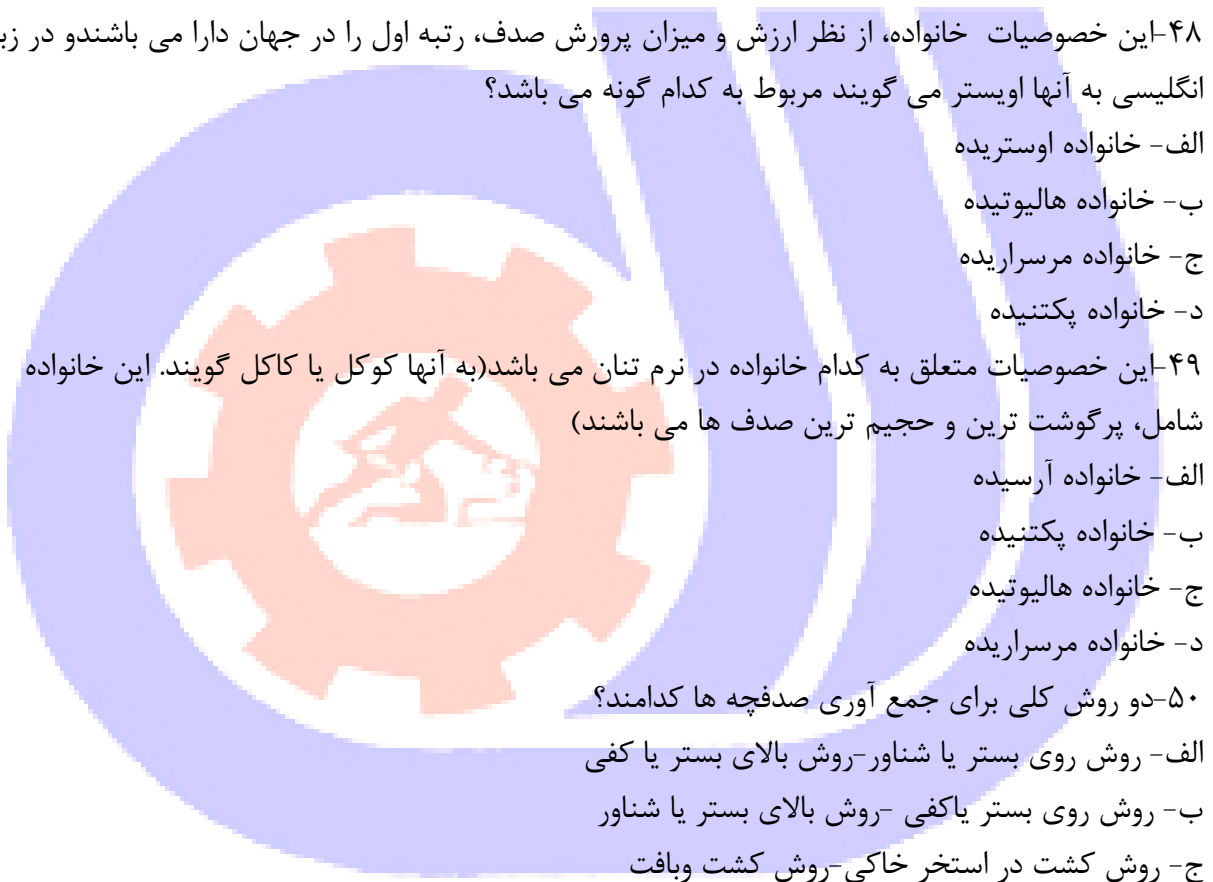 ۴۸-این خصوصیات خانواده، از نظر ارزش و میزان پرورش صدف، رتبه اول را در جهان دارا می باشندو در زب
انگلیسی به آنها اویستر می گویند مربوط به کدام گونه می باشد؟
الف- خانواده اوستریده
ب- خانواده هالیوتیده
ج- خانواده مرسراریده
د- خانواده پکتنیده
۴۹-این خصوصیات متعلق به کدام خانواده در نرم تنان می باشد(به آنها کوکل یا کاکل گویند. این خانواده
شامل، پرگوشت ترین و حجیم ترین صدف ها می باشند)
الف- خانواده آرسیده
ب- خانواده پکتنیده
ج- خانواده هالیوتیده
د- خانواده مرسراریده
۵۰-دو روش کلی برای جمع آوری صدفچه ها کدامند؟
الف- روش روی بستر یا شناور-روش بالای بستر یا کفی
ب- روش روی بستر یاکفی -روش بالای بستر یا شناور
ج- روش کشت در استخر خاکی-روش کشت وبافت